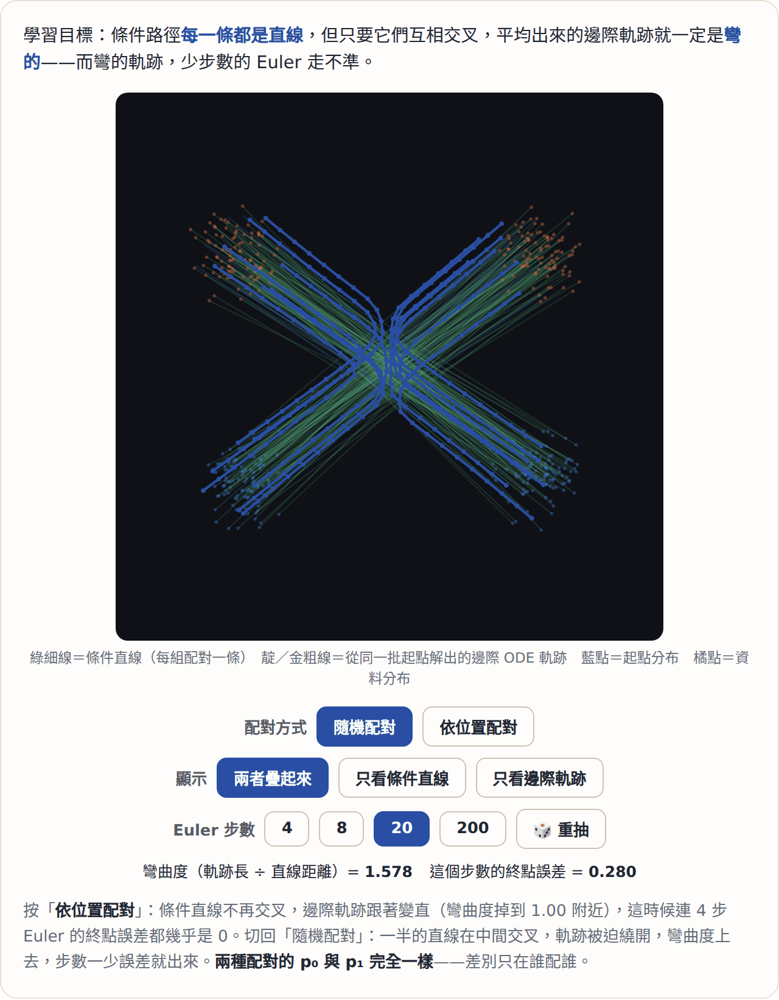 學習目標：條件路徑每一條都是直線，但只要它們互相交叉，平均出來的邊際軌跡就一定是彎
的——而彎的軌跡，少步數的 Euler 走不準。
綠細線＝條件直線（每組配對一條）　靛／金粗線＝從同一批起點解出的邊際 ODE 軌跡　藍點＝起點分布　橘點＝資
料分布
配對方式 隨機配對 依位置配對
顯示 兩者疊起來 只看條件直線 只看邊際軌跡
Euler 步數 4 8 20 200 🎲 重抽
彎曲度（軌跡長 ÷ 直線距離）= 1.578　這個步數的終點誤差 = 0.280
按「依位置配對」：條件直線不再交叉，邊際軌跡跟著變直（彎曲度掉到 1.00 附近），這時候連 4 步
Euler 的終點誤差都幾乎是 0。切回「隨機配對」：一半的直線在中間交叉，軌跡被迫繞開，彎曲度上
去，步數一少誤差就出來。兩種配對的 p₀ 與 p₁ 完全一樣——差別只在誰配誰。